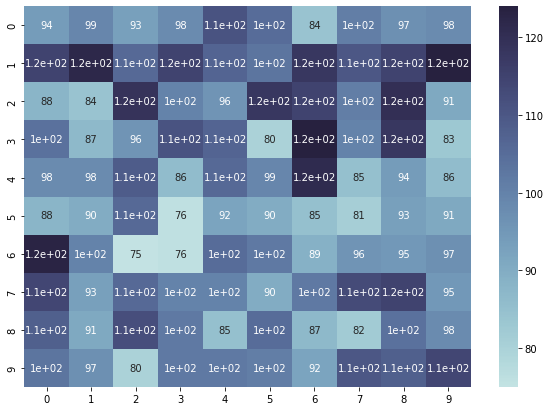 0 94 99 93 98 1.1e+02 1e+02 84 1e+02 97 98
1 1.2e+02 1.2e+02 1.1e+02 1.2e+02 1.1e+02 1e+02 1.2e+02 1.1e+02 1.2e+02 1.2e+02
2 88 84 1.2e+02 1e+02 96 1.2e+02 1.2e+02 1e+02 1.2e+02 91
3 1e+02 87 96 1.1e+02 1.1e+02 80 1.2e+02 1e+02 1.2e+02 83
4 98 98 1.1e+02 86 1.1e+02 99 1.2e+02 85 94 86
5 88 90 1.1e+02 76 92 90 85 81 93 91
6 1.2e+02 1e+02 75 76 1e+02 1e+02 89 96 95 97
7 1.1e+02 93 1.1e+02 1e+02 1e+02 90 1e+02 1.1e+02 1.2e+02 95
8 1.1e+02 91 1.1e+02 1e+02 85 1e+02 87 82 1e+02 98
9 1e+02 97 80 1e+02 1e+02 1e+02 92 1.1e+02 1.1e+02 1.1e+02
0 1 2 3 4 5 6 7 8 9
120
110
100
90
80